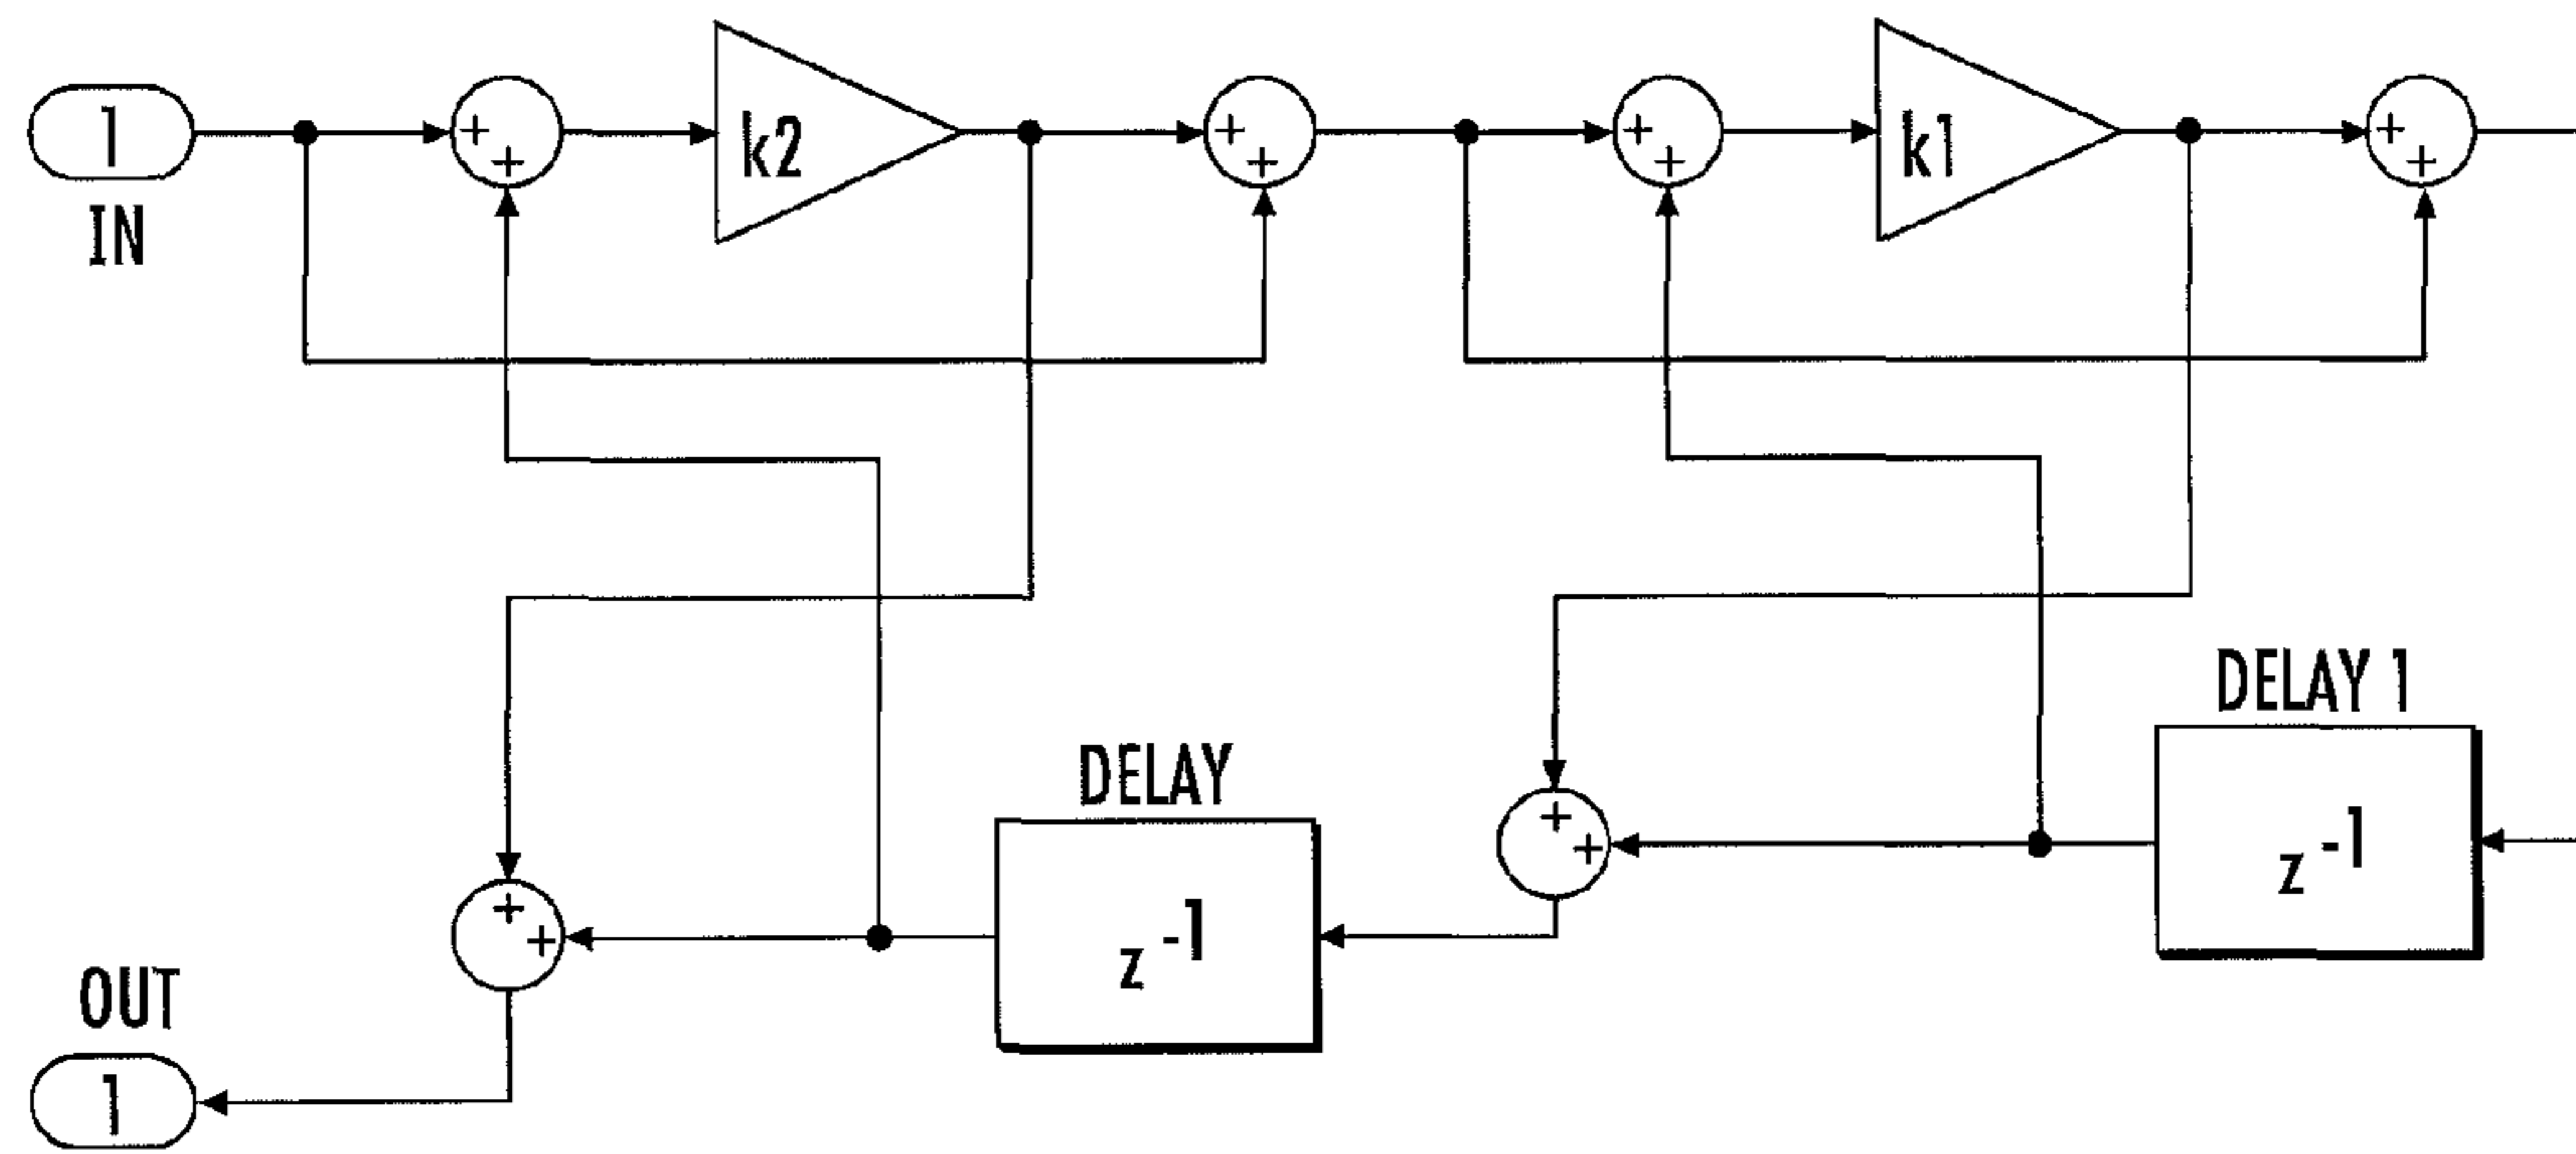 1
IN
+
+
k2
+
+
+
+
k1
+
+
DELAY 1
z -1
+
+
DELAY
z -1
+
+
OUT
1